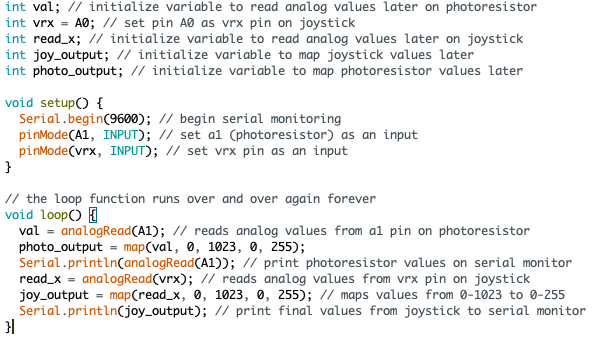 int val; // initialize variable to read analog values later on photoresistor
int vrx = A0; // set pin A0 as vrx pin on joystick
int read_x; // initialize variable to read analog values later on joystick
int joy_output; // initialize variable to map joystick values later
int photo_output; // initialize variable to map photoresistor values later

void setup() {
  Serial.begin(9600); // begin serial monitoring
  pinMode(A1, INPUT); // set a1 (photoresistor) as an input
  pinMode(vrx, INPUT); // set vrx pin as an input
}

// the loop function runs over and over again forever
void loop() {
  val = analogRead(A1); // reads analog values from a1 pin on photoresistor
  photo_output = map(val, 0, 1023, 0, 255);
  Serial.println(analogRead(A1)); // print photoresistor values on serial monitor
  read_x = analogRead(vrx); // reads analog values from vrx pin on joystick
  joy_output = map(read_x, 0, 1023, 0, 255); // maps values from 0-1023 to 0-255
  Serial.println(joy_output); // print final values from joystick to serial monitor
}